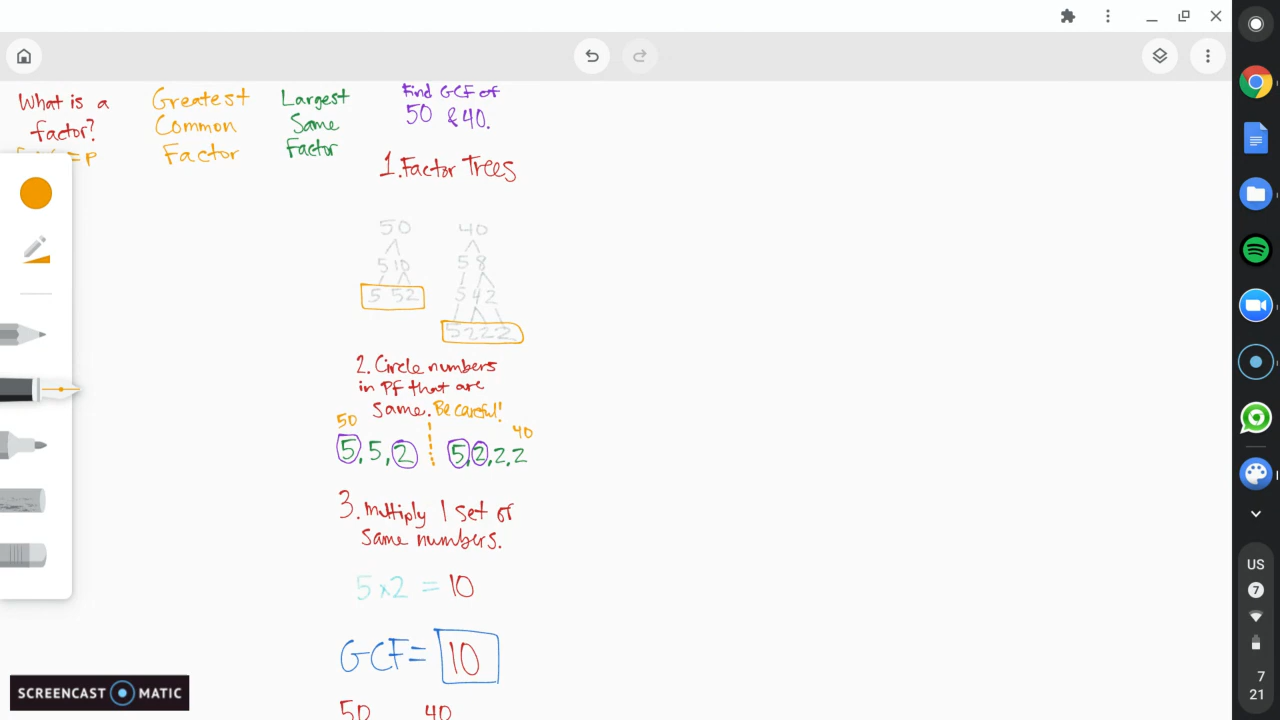 What is a
factor?
= P
Greatest
Common
Factor
Largest
Same
Factor
Find GCF of
50 & 40.
1. Factor Trees
50
5 10
5 5 2
40
5 8
5 4 2
5 2 2 2
2. Circle numbers
in PF that are
same. Be careful!
50
5, 5, 2
40
5, 2, 2, 2
3. Multiply 1 set of
same numbers.
5 x 2 = 10
GCF = 10
50 40
SCREENCAST MATIC
US
7
7
21